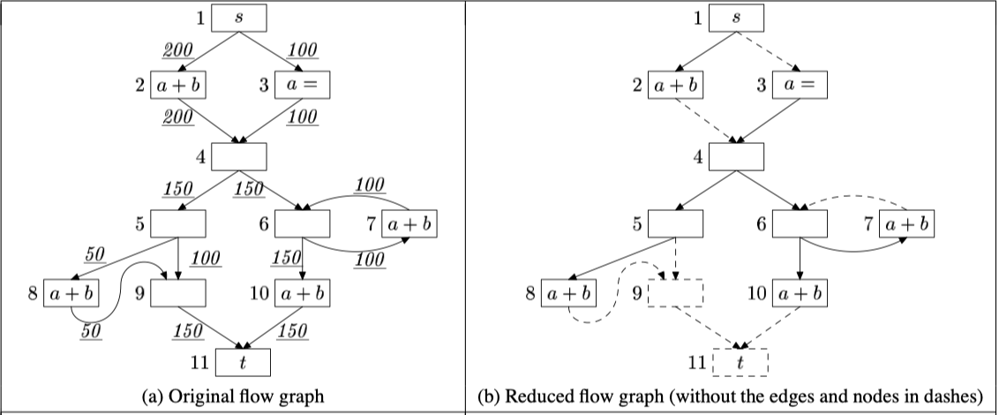 1 s
200 100
2 a + b 3 a =
200 100
4
150 150 100
5 6 7 a + b
50 100 150 100
8 a + b 9 10 a + b
50 150 150
11 t
(a) Original flow graph
1 s
2 a + b 3 a =
4
5 6 7 a + b
8 a + b 9 10 a + b
11 t
(b) Reduced flow graph (without the edges and nodes in dashes)